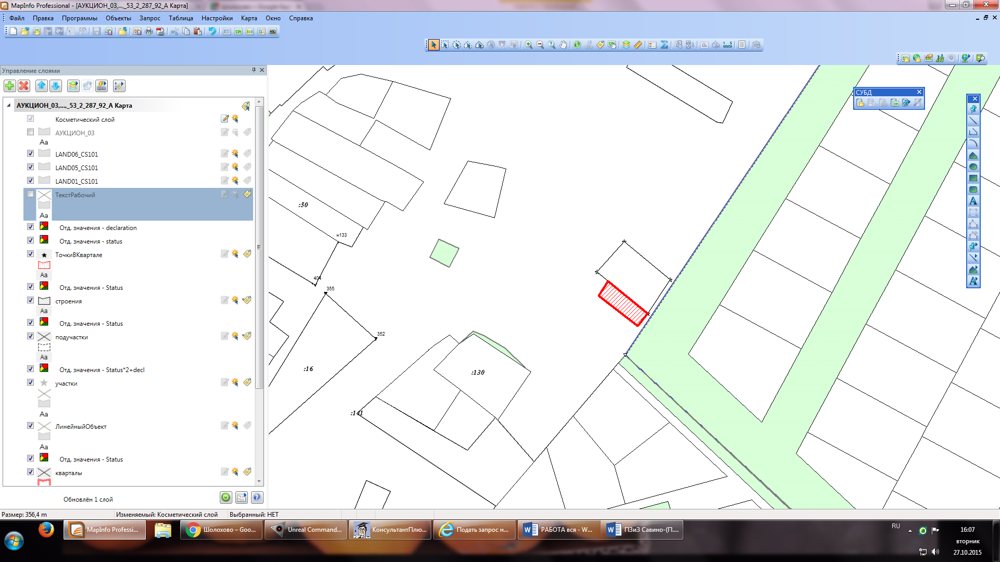 MapInfo Professional - [АУКЦИОН_03,...,_53_2_287_92_А Карта]
Файл Правка Программы Объекты Запрос Таблица Настройки Карта Окно Справка
Управление слоями
АУКЦИОН_03,...,_53_2_287_92_А Карта
Косметический слой
АУКЦИОН_03
Aa
LAND06_CS101
LAND05_CS101
LAND01_CS101
ТекстРабочий
Aa
Отд. значения - declaration
Отд. значения - status
ТочкиВКвартале
Aa
Отд. значения - Status
строения
Aa
Отд. значения - Status
подучастки
Aa
Отд. значения - Status*2+decl
участки
Aa
ЛинейныйОбъект
Aa
Отд. значения - Status
кварталы
Обновлён 1 слой
СУБД
:50
н133
404
355
352
:16
:130
:141
Размер: 356,4 m
Изменяемый: Косметический слой
Выбранный: НЕТ
MapInfo Professi...
Шолохово – Goo...
Unreal Command...
КонсультантПлю...
Подать запрос н...
РАБОТА вся - W...
ПЗиЗ Савино-(П....
RU
16:07
вторник
27.10.2015